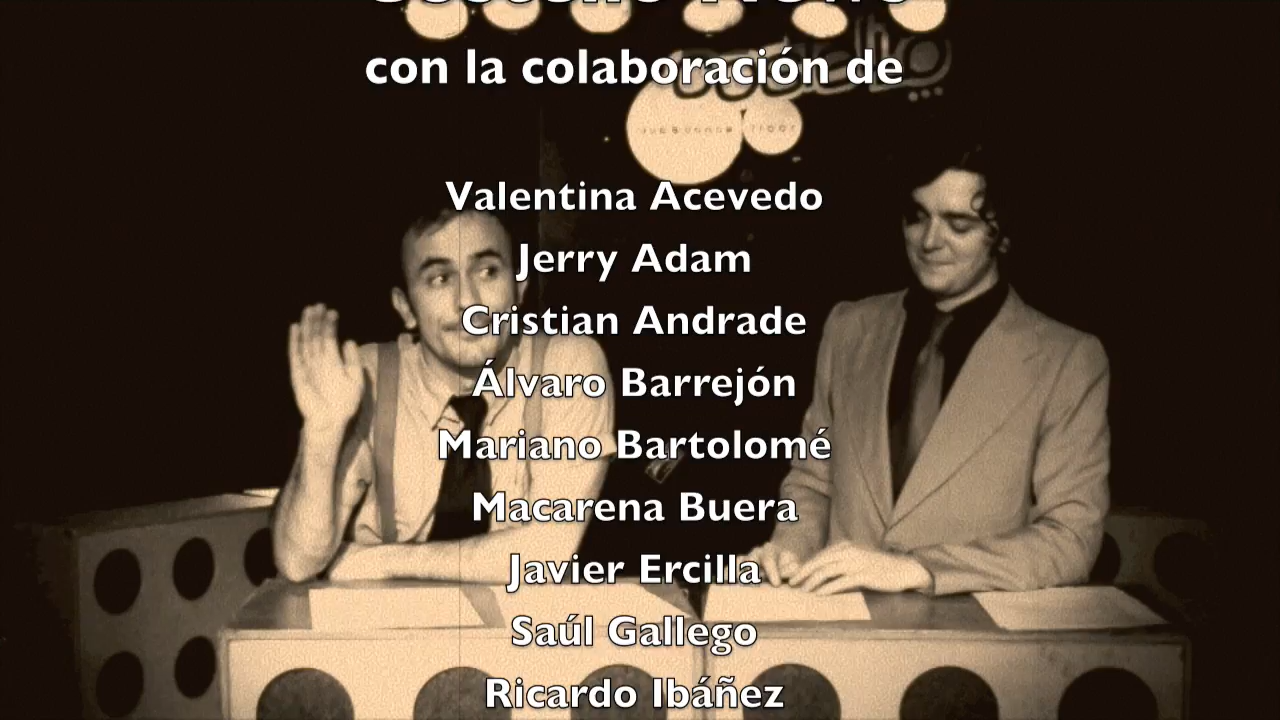 con la colaboración de
Valentina Acevedo
Jerry Adam
Cristian Andrade
Álvaro Barrejón
Mariano Bartolomé
Macarena Buera
Javier Ercilla
Saúl Gallego
Ricardo Ibáñez